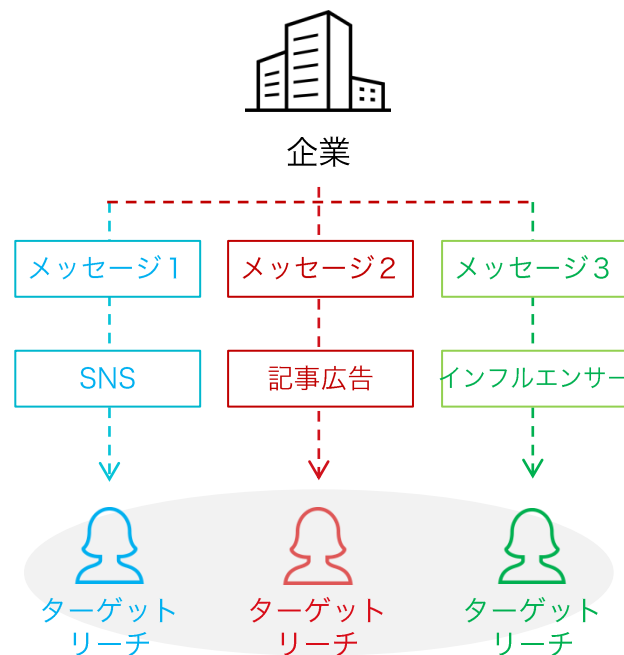 企業
メッセージ１
メッセージ２
メッセージ３
SNS
記事広告
インフルエンサー
ターゲット
リーチ
ターゲット
リーチ
ターゲット
リーチ